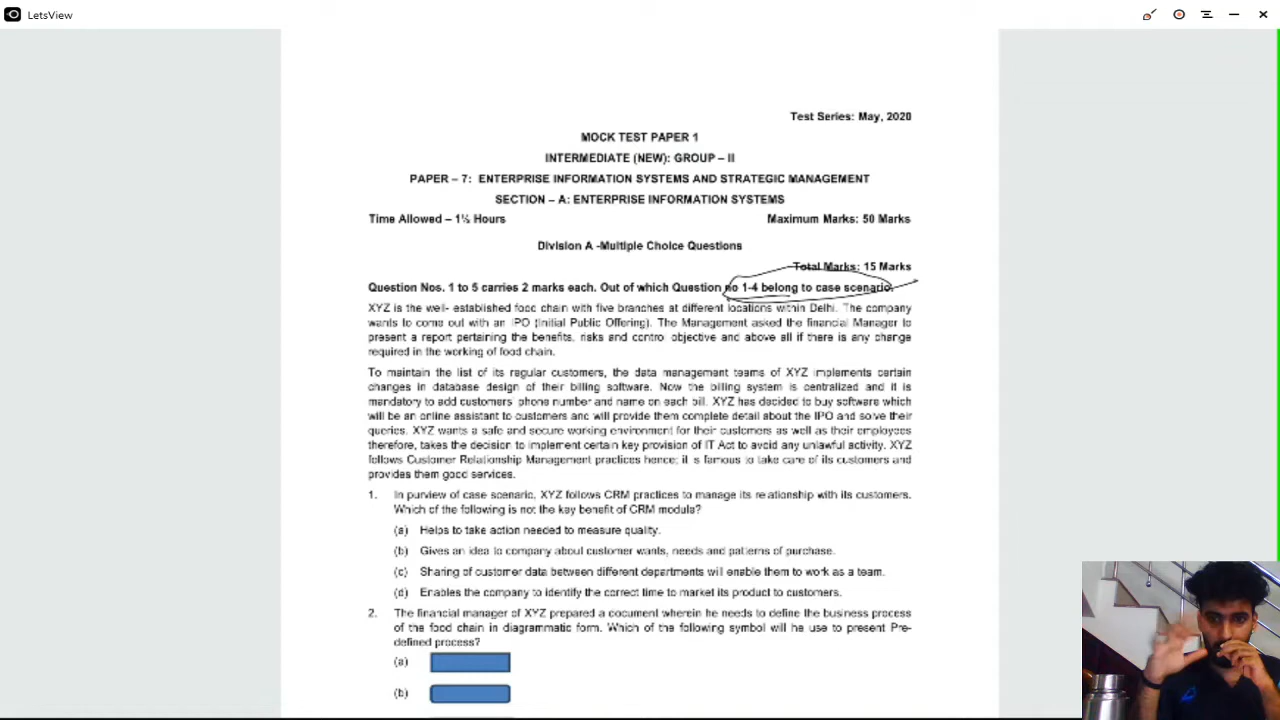 LetsView
Test Series: May, 2020
MOCK TEST PAPER 1
INTERMEDIATE (NEW): GROUP – II
PAPER – 7: ENTERPRISE INFORMATION SYSTEMS AND STRATEGIC MANAGEMENT
SECTION – A: ENTERPRISE INFORMATION SYSTEMS
Time Allowed – 1½ Hours Maximum Marks: 50 Marks
Division A -Multiple Choice Questions
Total Marks: 15 Marks
Question Nos. 1 to 5 carries 2 marks each. Out of which Question no 1-4 belong to case scenario.
XYZ is the well- established food chain with five branches at different locations within Delhi. The company
wants to come out with an IPO (Initial Public Offering). The Management asked the financial Manager to
present a report pertaining the benefits, risks and control objective and above all if there is any change
required in the working of food chain.
To maintain the list of its regular customers, the data management teams of XYZ implements certain
changes in database design of their billing software. Now the billing system is centralized and it is
mandatory to add customers' phone number and name on each bill. XYZ has decided to buy software which
will be an online assistant to customers and will provide them complete detail about the IPO and solve their
queries. XYZ wants a safe and secure working environment for their customers as well as their employees
therefore, takes the decision to implement certain key provision of IT Act to avoid any unlawful activity. XYZ
follows Customer Relationship Management practices hence; it is famous to take care of its customers and
provides them good services.
1. In purview of case scenario, XYZ follows CRM practices to manage its relationship with its customers.
Which of the following is not the key benefit of CRM module?
(a) Helps to take action needed to measure quality.
(b) Gives an idea to company about customer wants, needs and patterns of purchase.
(c) Sharing of customer data between different departments will enable them to work as a team.
(d) Enables the company to identify the correct time to market its product to customers.
2. The financial manager of XYZ prepared a document wherein he needs to define the business process
of the food chain in diagrammatic form. Which of the following symbol will he use to present Pre-
defined process?
(a)
(b)